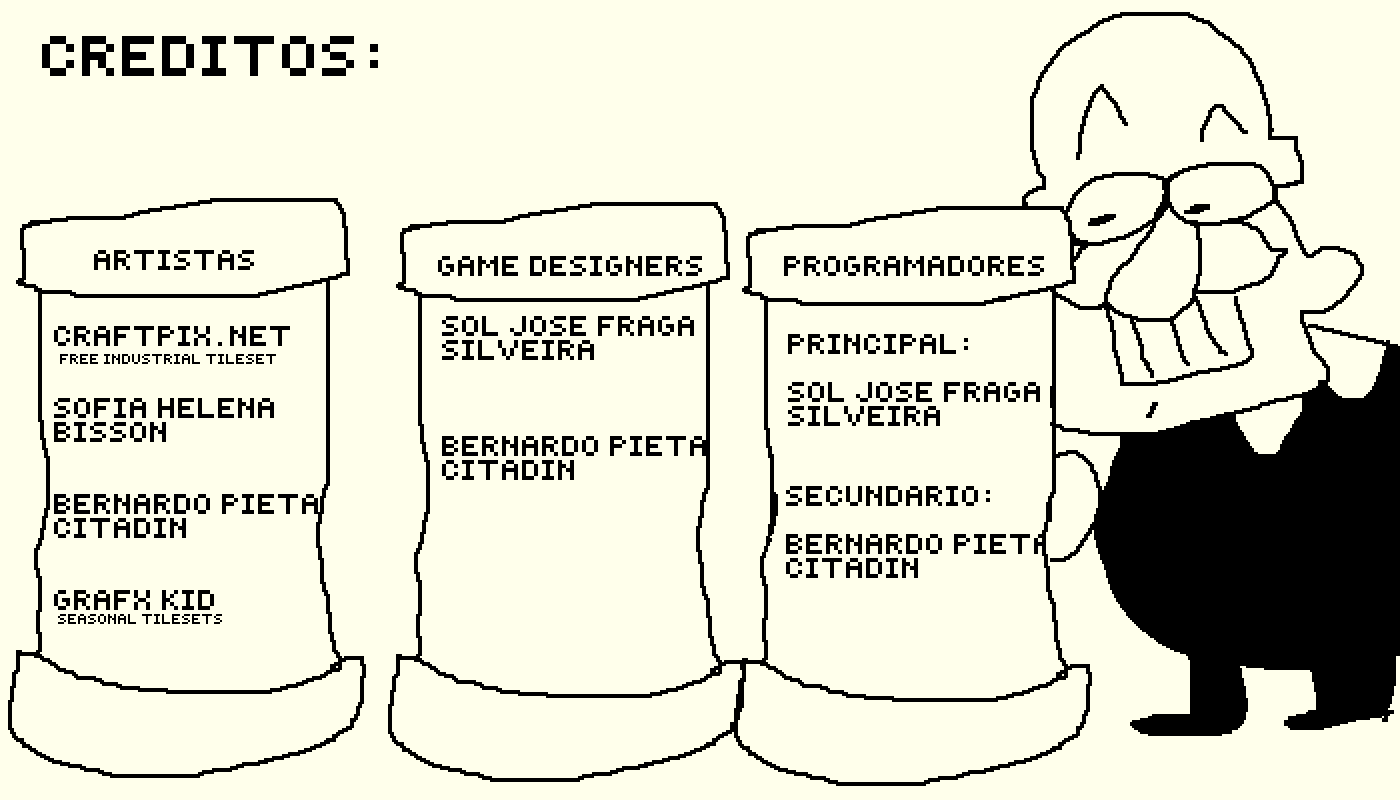 CREDITOS:
ARTISTAS
CRAFTPIX.NET
FREE INDUSTRIAL TILESET
SOFIA HELENA
BISSON
BERNARDO PIETA
CITADIN
GRAFX KID
SEASONAL TILESETS
GAME DESIGNERS
SOL JOSE FRAGA
SILVEIRA
BERNARDO PIETA
CITADIN
PROGRAMADORES
PRINCIPAL:
SOL JOSE FRAGA
SILVEIRA
SECUNDARIO:
BERNARDO PIETA
CITADIN